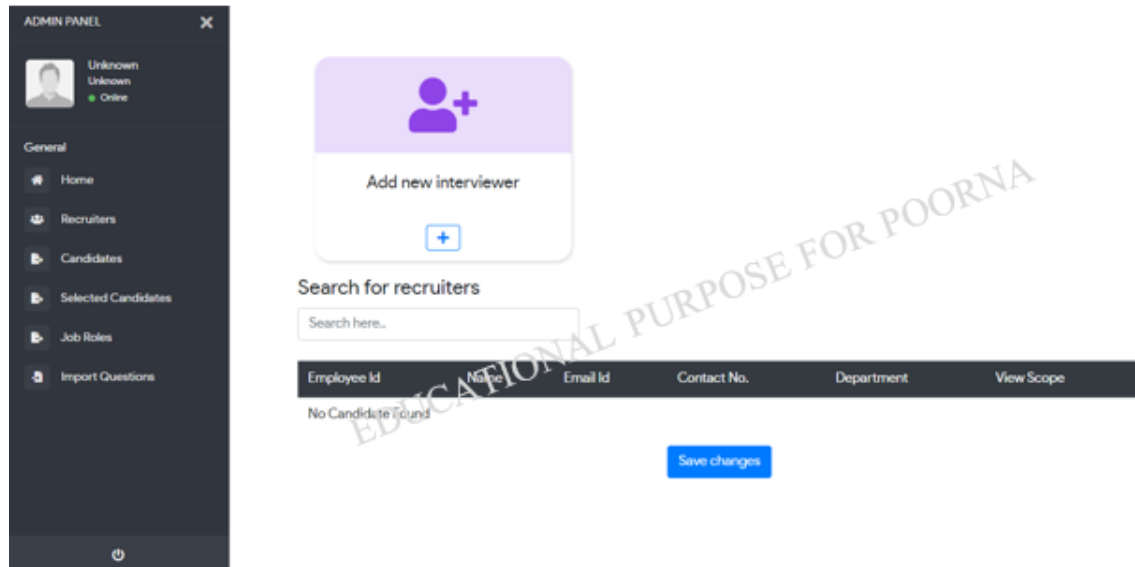 ADMIN PANEL
Unknown
Unknown
Online
General
Home
Recruiters
Candidates
Selected Candidates
Job Roles
Import Questions
Add new interviewer
Search for recruiters
Search here..
Employee Id Name Email Id Contact No. Department View Scope
No Candidate Found
Save changes
EDUCATIONAL PURPOSE FOR POORNA